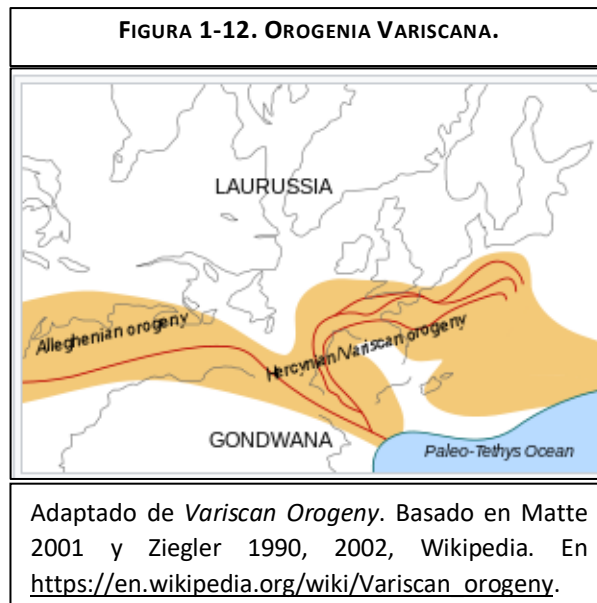 FIGURA 1-12. OROGENIA VARISCANA.
LAURUSSIA
Alleghenian orogeny
Hercynian/Variscan orogeny
GONDWANA
Paleo-Tethys Ocean
Adaptado de Variscan Orogeny. Basado en Matte
2001 y Ziegler 1990, 2002, Wikipedia. En
https://en.wikipedia.org/wiki/Variscan_orogeny.